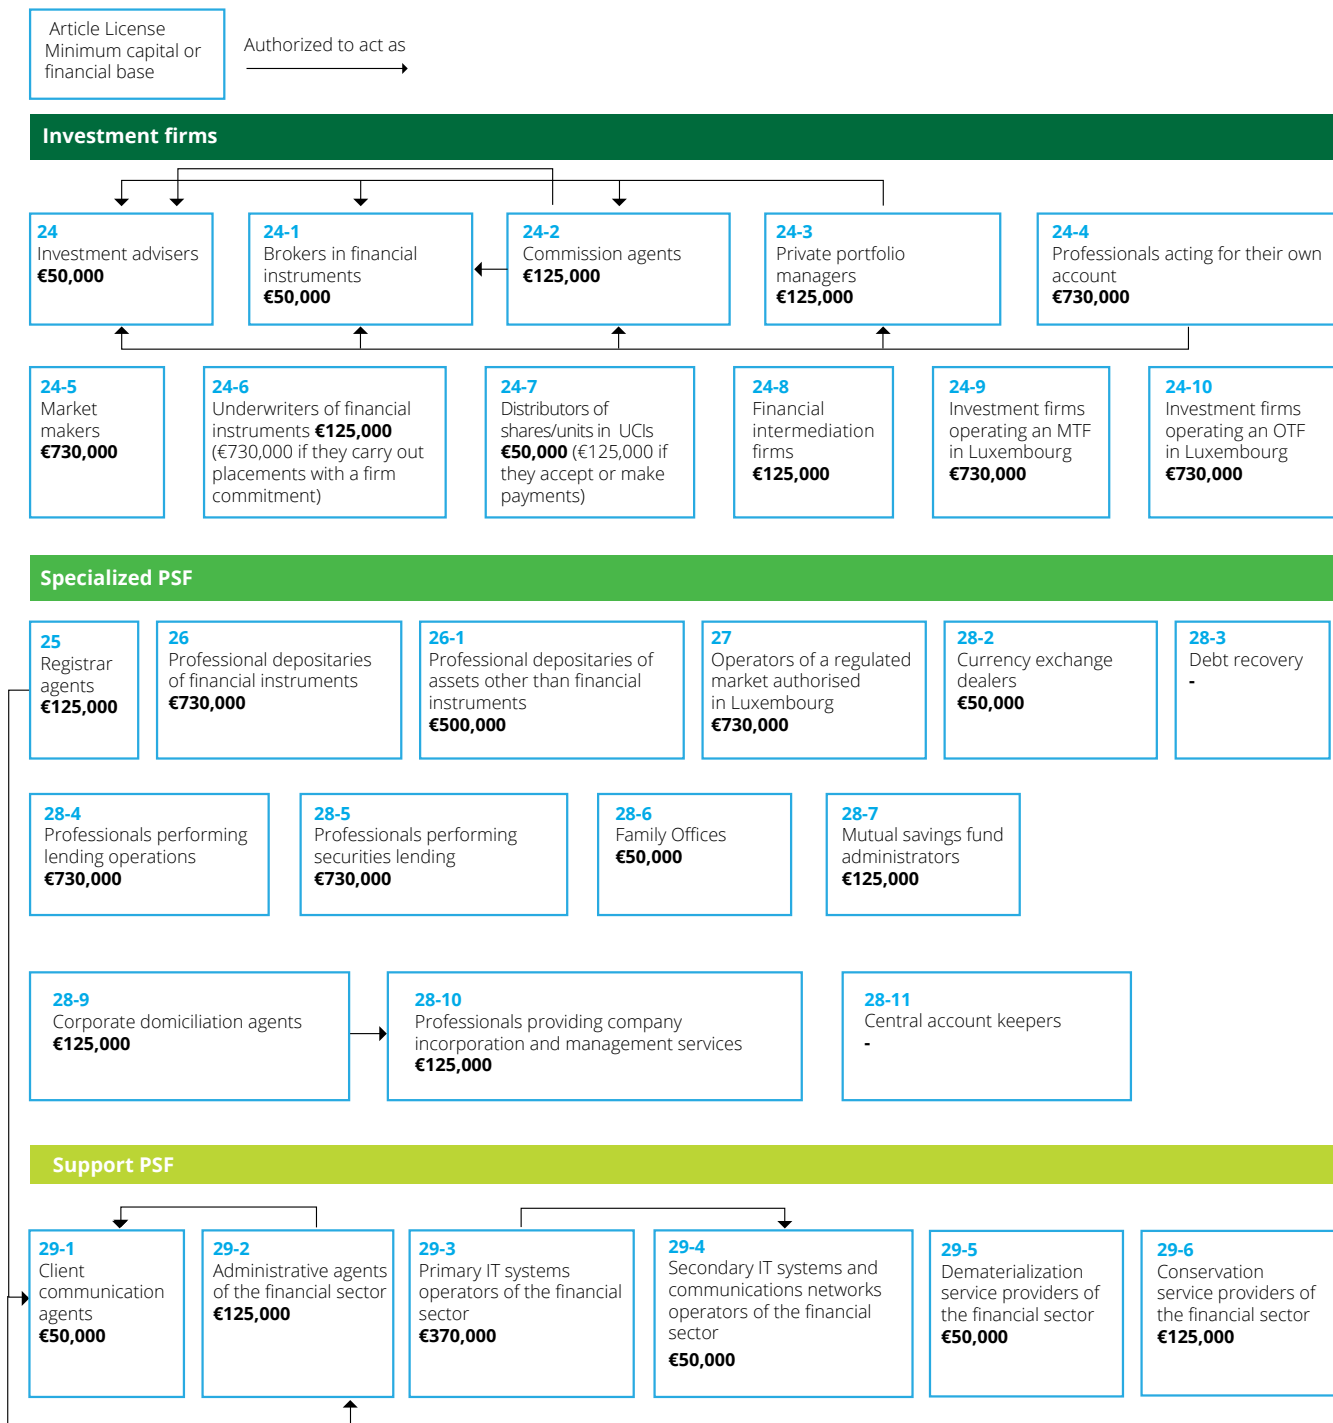 Article License
Minimum capital or
financial base
Authorized to act as
Investment firms
24
Investment advisers
€50,000
24-1
Brokers in financial
instruments
€50,000
24-2
Commission agents
€125,000
24-3
Private portfolio
managers
€125,000
24-4
Professionals acting for their own
account
€730,000
24-5
Market
makers
€730,000
24-6
Underwriters of financial
instruments €125,000
(€730,000 if they carry out
placements with a firm
commitment)
24-7
Distributors of
shares/units in UCIs
€50,000 (€125,000 if
they accept or make
payments)
24-8
Financial
intermediation
firms
€125,000
24-9
Investment firms
operating an MTF
in Luxembourg
€730,000
24-10
Investment firms
operating an OTF
in Luxembourg
€730,000
Specialized PSF
25
Registrar
agents
€125,000
26
Professional depositaries
of financial instruments
€730,000
26-1
Professional depositaries of
assets other than financial
instruments
€500,000
27
Operators of a regulated
market authorised
in Luxembourg
€730,000
28-2
Currency exchange
dealers
€50,000
28-3
Debt recovery
-
28-4
Professionals performing
lending operations
€730,000
28-5
Professionals performing
securities lending
€730,000
28-6
Family Offices
€50,000
28-7
Mutual savings fund
administrators
€125,000
28-9
Corporate domiciliation agents
€125,000
28-10
Professionals providing company
incorporation and management services
€125,000
28-11
Central account keepers
-
Support PSF
29-1
Client
communication
agents
€50,000
29-2
Administrative agents
of the financial sector
€125,000
29-3
Primary IT systems
operators of the financial
sector
€370,000
29-4
Secondary IT systems and
communications networks
operators of the financial
sector
€50,000
29-5
Dematerialization
service providers of
the financial sector
€50,000
29-6
Conservation
service providers of
the financial sector
€125,000